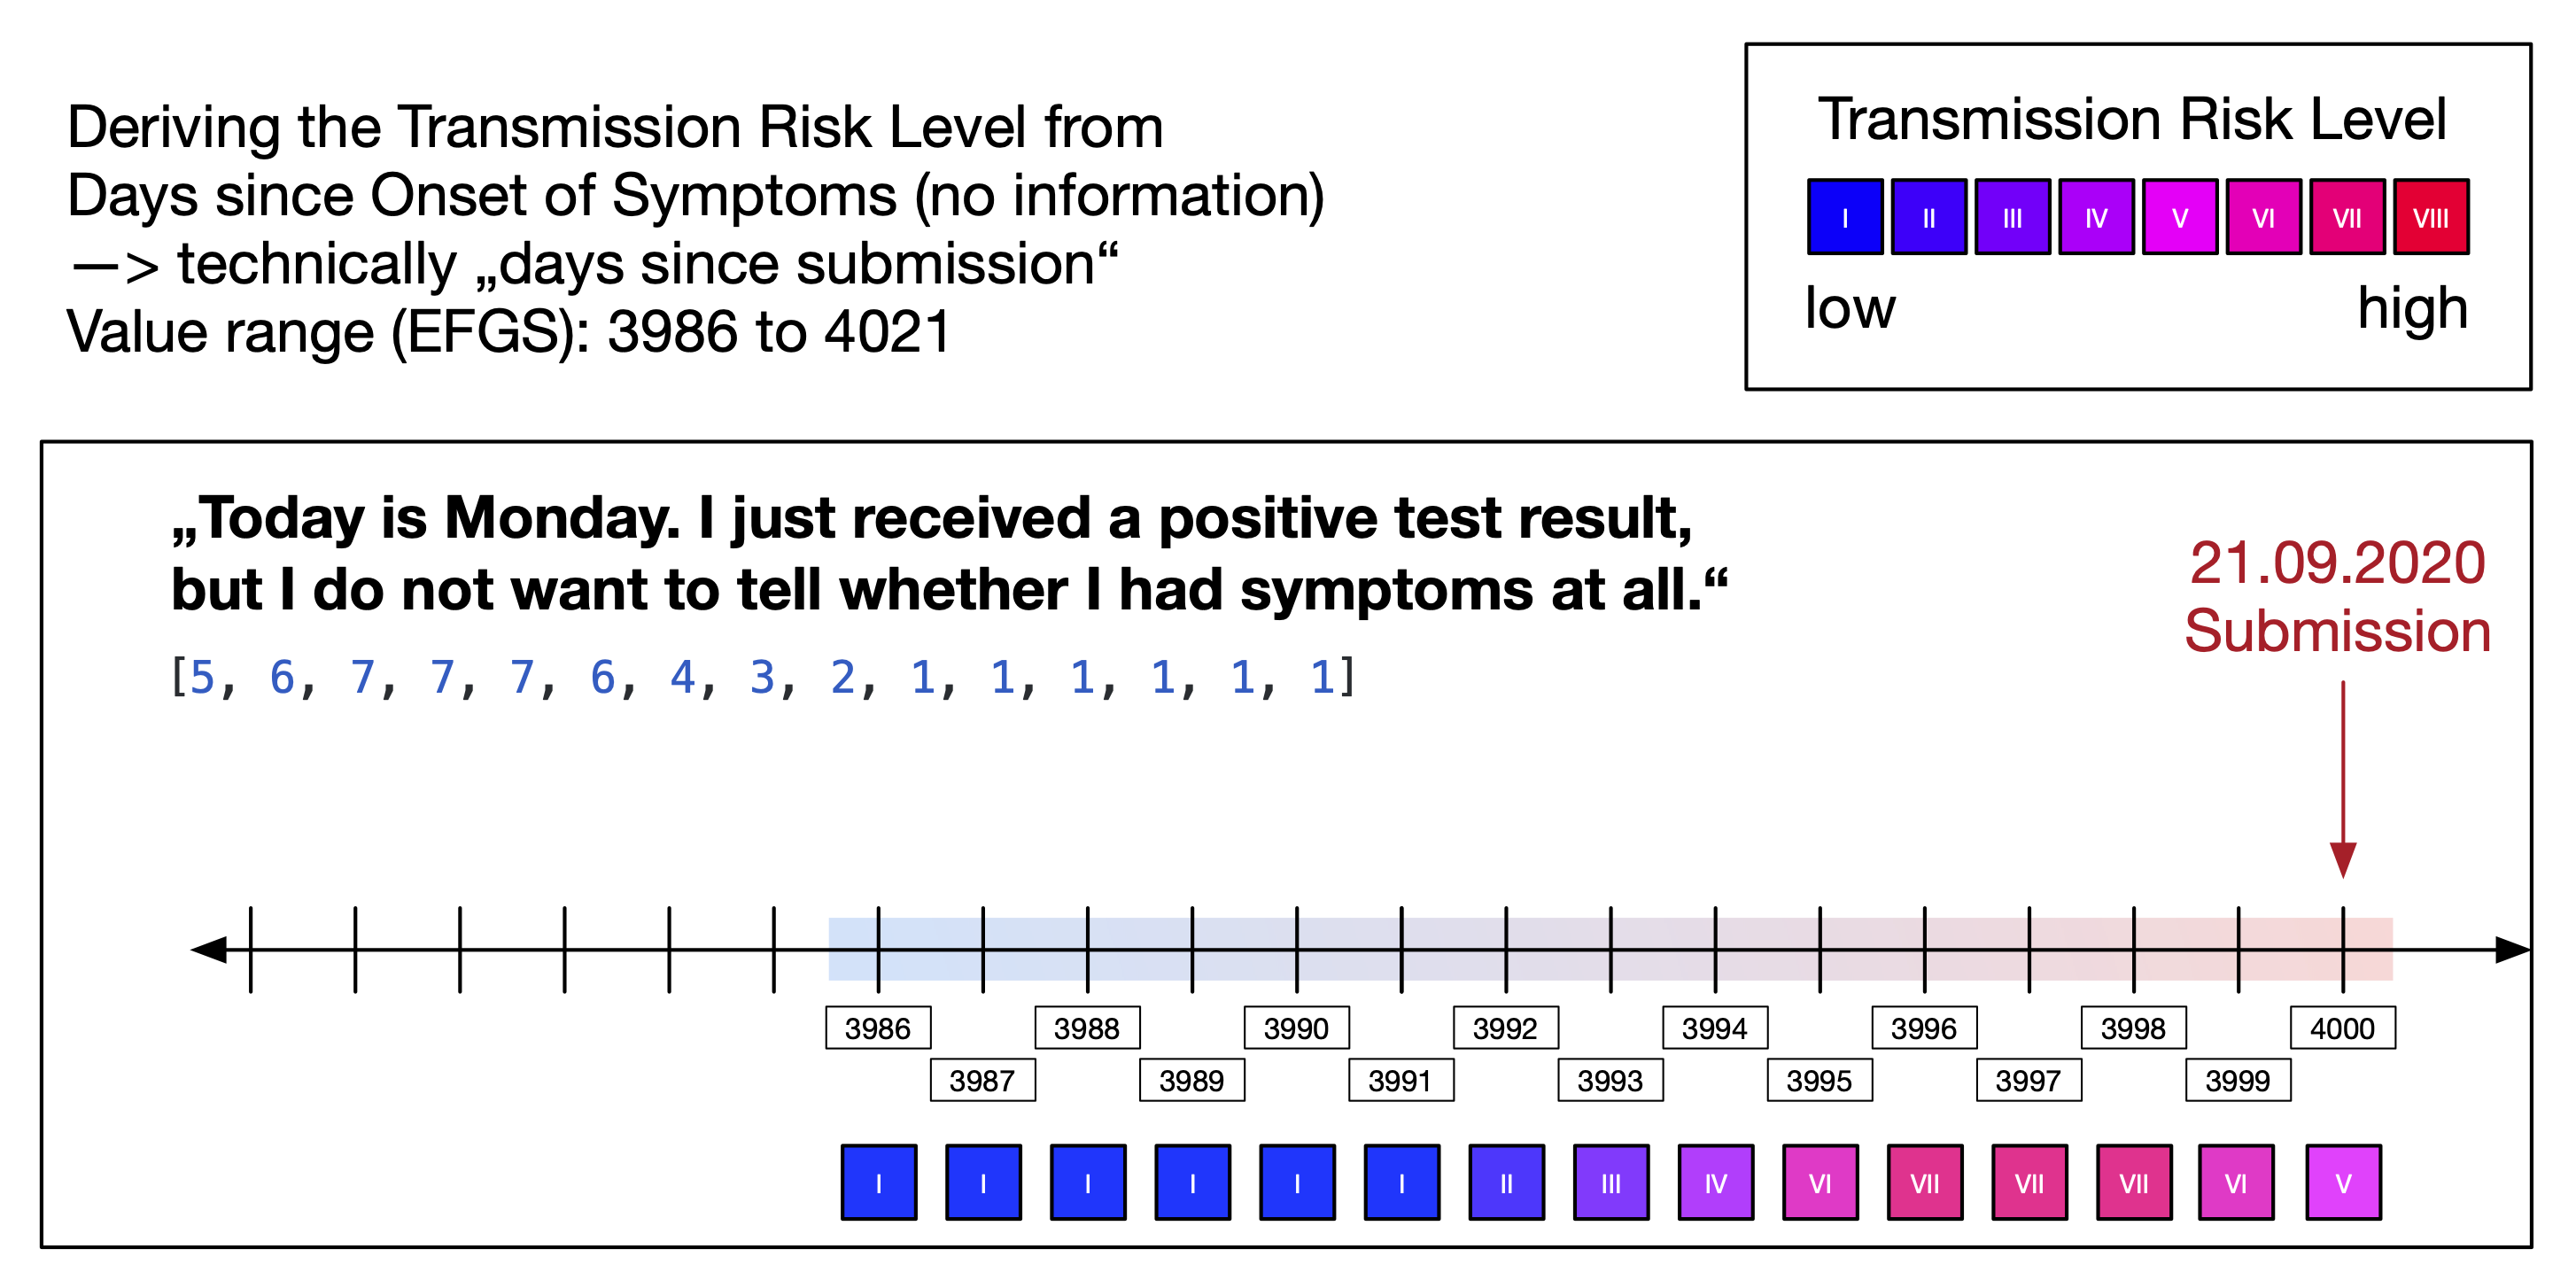 Deriving the Transmission Risk Level from
Days since Onset of Symptoms (no information)
—> technically „days since submission“
Value range (EFGS): 3986 to 4021
Transmission Risk Level
I II III IV V VI VII VIII
low high
„Today is Monday. I just received a positive test result,
but I do not want to tell whether I had symptoms at all.“
[5, 6, 7, 7, 7, 6, 4, 3, 2, 1, 1, 1, 1, 1, 1]
21.09.2020
Submission
3986 3988 3990 3992 3994 3996 3998 4000
3987 3989 3991 3993 3995 3997 3999
I I I I I I II III IV VI VII VII VII VI V